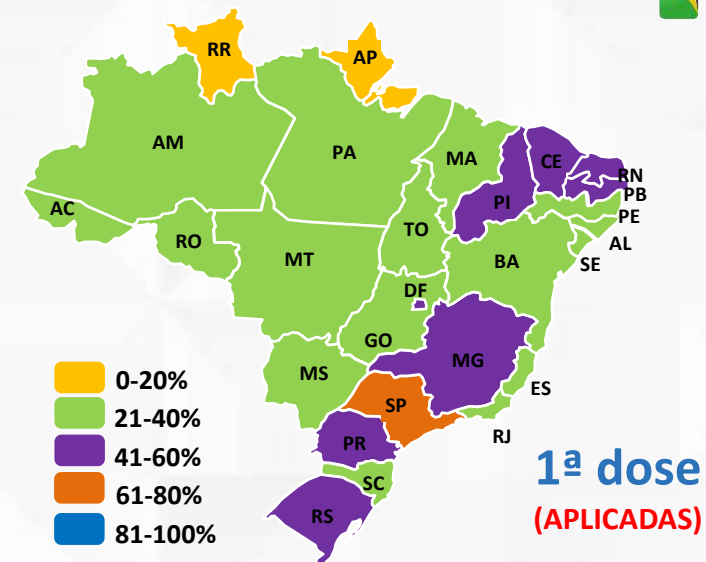 RR
AP
AM
PA
MA
CE
RN
PB
PI
PE
AC
AL
TO
RO
SE
MT
BA
DF
GO
MG
MS
ES
SP
RJ
PR
SC
RS
0-20%
21-40%
41-60%
61-80%
81-100%
1ª dose
(APLICADAS)